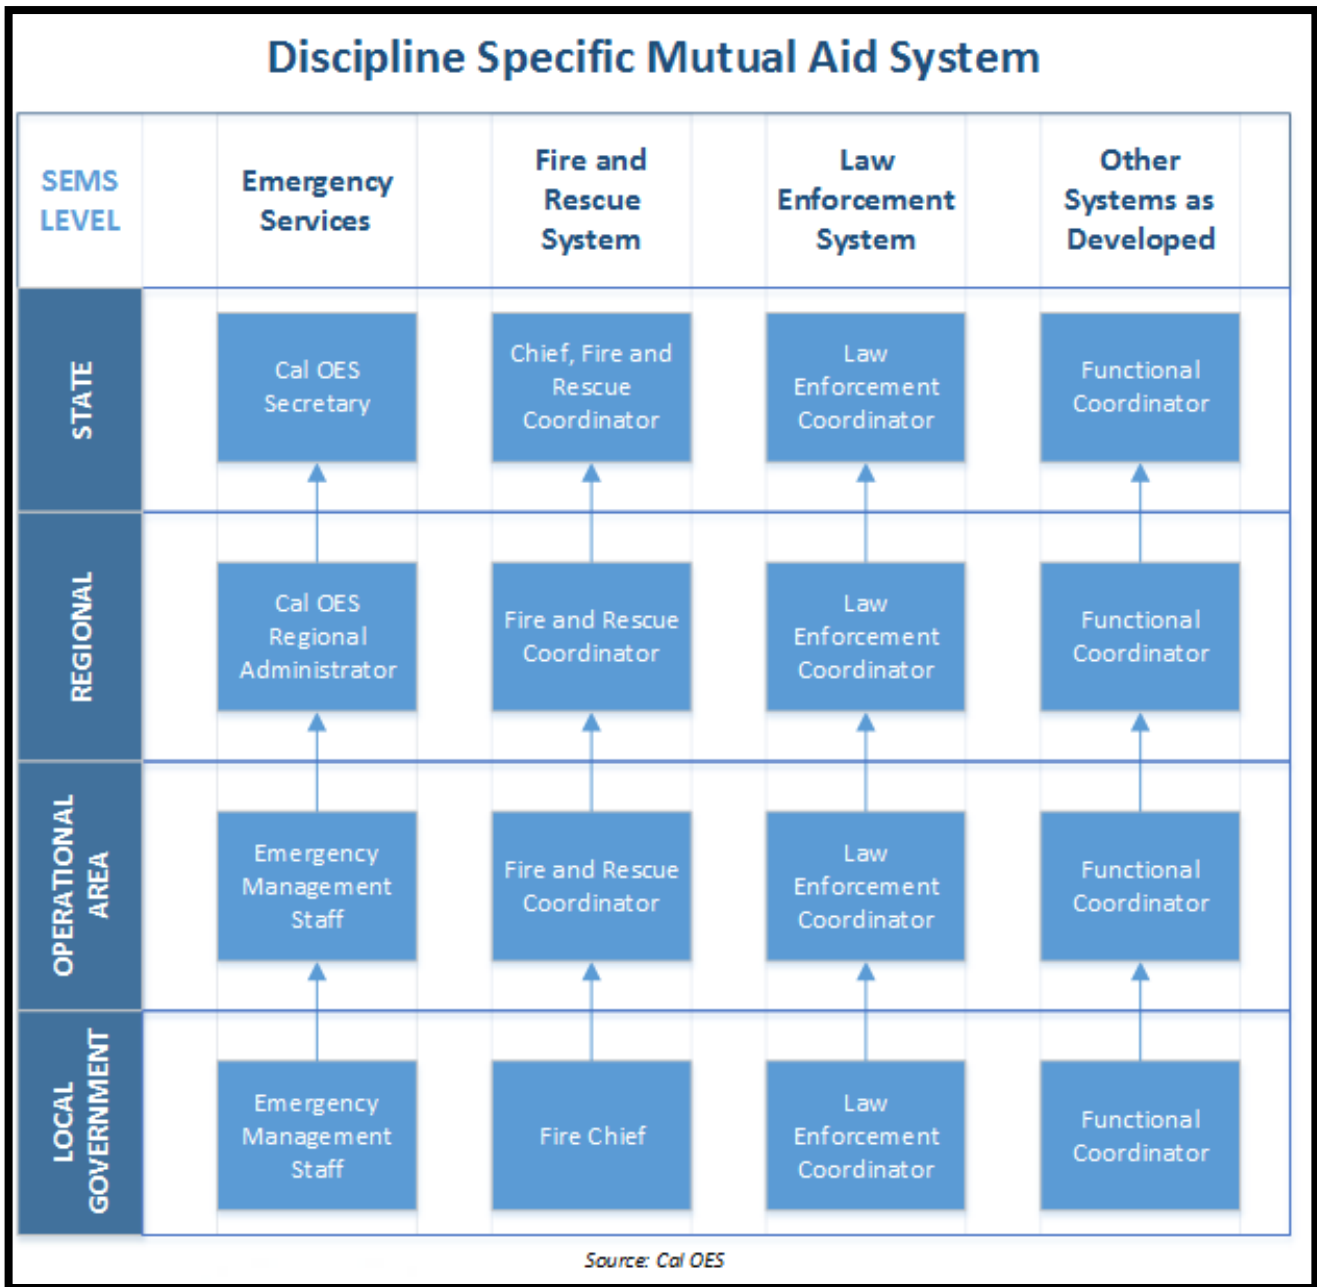 Discipline Specific Mutual Aid System
SEMS
LEVEL
Emergency
Services
Fire and
Rescue
System
Law
Enforcement
System
Other
Systems as
Developed
STATE
Cal OES
Secretary
Chief, Fire and
Rescue
Coordinator
Law
Enforcement
Coordinator
Functional
Coordinator
REGIONAL
Cal OES
Regional
Administrator
Fire and Rescue
Coordinator
Law
Enforcement
Coordinator
Functional
Coordinator
OPERATIONAL
AREA
Emergency
Management
Staff
Fire and Rescue
Coordinator
Law
Enforcement
Coordinator
Functional
Coordinator
LOCAL
GOVERNMENT
Emergency
Management
Staff
Fire Chief
Law
Enforcement
Coordinator
Functional
Coordinator
Source: Cal OES